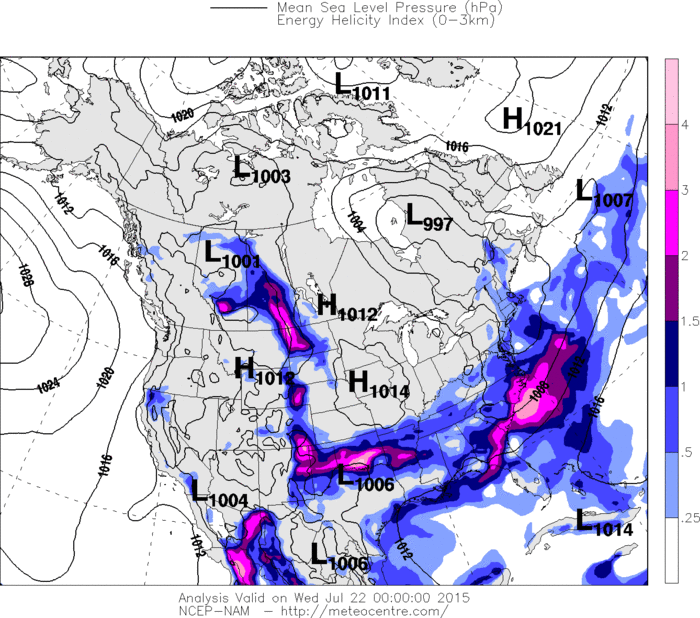 Mean Sea Level Pressure (hPa)
Energy Helicity Index (0-3km)
L1011
1020
H1021
1012
1016
L1003
L1007
1012
1004
L997
1016
L1001
1028
H1012
4
3
2
1.5
1
.5
.25
1024
1020
H1012
H1014
1008
1016
1016
L1006
L1004
L1014
1012
L1006
1012
Analysis Valid on Wed Jul 22 00:00:00 2015
NCEP-NAM - http://meteocentre.com/